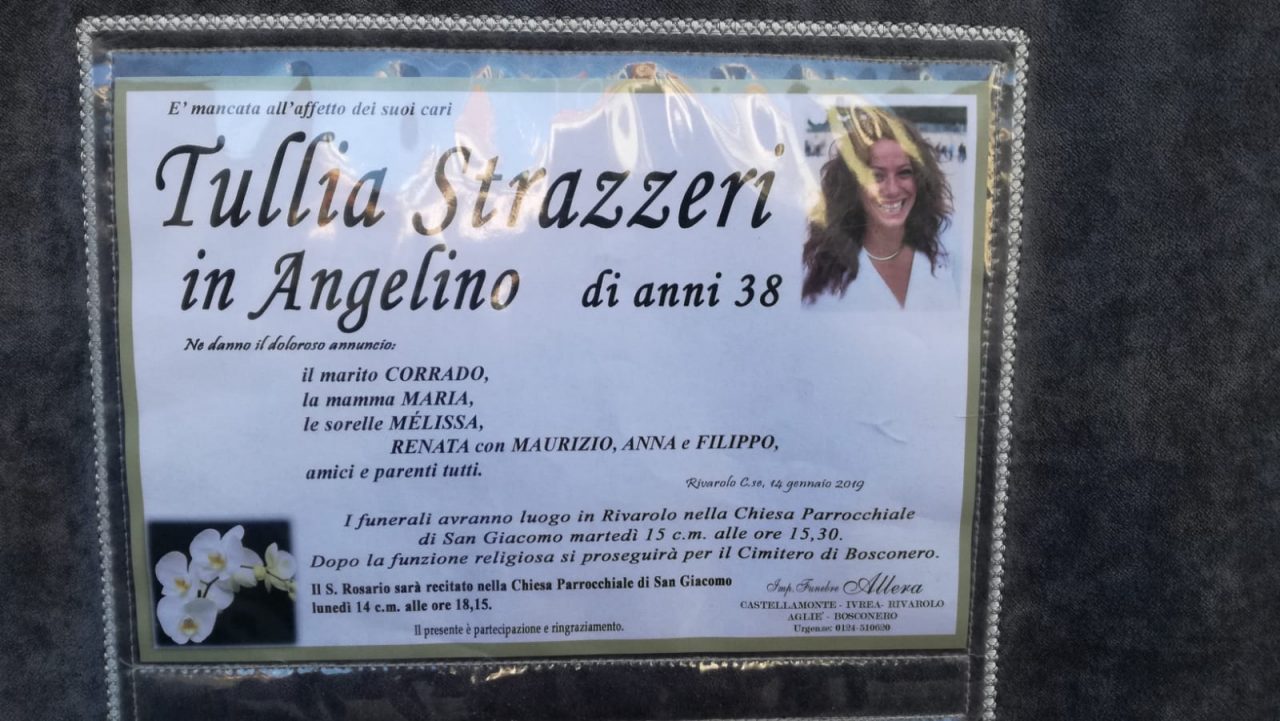 E' mancata all'affetto dei suoi cari
Tullia Strazzeri
in Angelino di anni 38
Ne danno il doloroso annuncio:
il marito CORRADO,
la mamma MARIA,
le sorelle MÉLISSA,
RENATA con MAURIZIO, ANNA e FILIPPO,
amici e parenti tutti.
Rivarolo C.se, 14 gennaio 2019
I funerali avranno luogo in Rivarolo nella Chiesa Parrocchiale
di San Giacomo martedì 15 c.m. alle ore 15,30.
Dopo la funzione religiosa si proseguirà per il Cimitero di Bosconero.
Il S. Rosario sarà recitato nella Chiesa Parrocchiale di San Giacomo
lunedì 14 c.m. alle ore 18,15.
Il presente è partecipazione e ringraziamento.
Imp. Funebre Allera
CASTELLAMONTE - IVREA- RIVAROLO
AGLIE' - BOSCONERO
Urgenze: 0124-510620